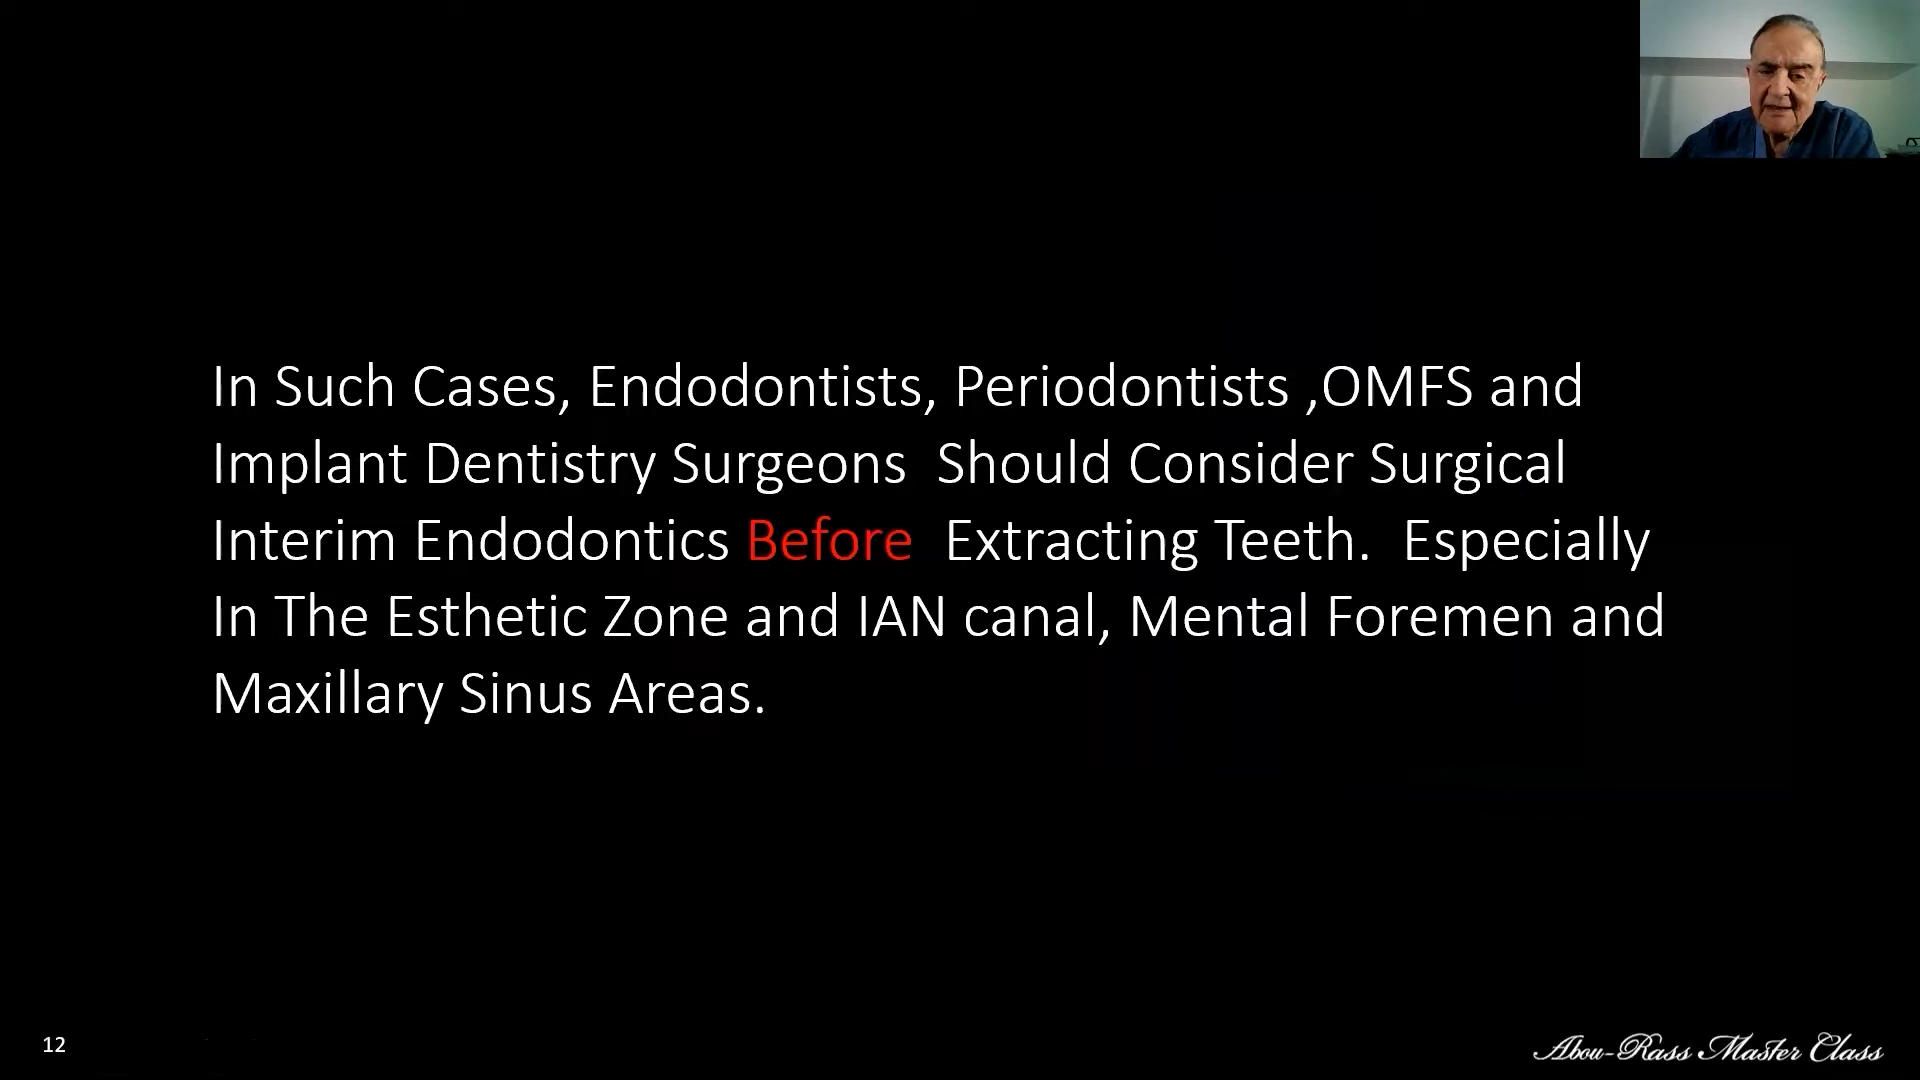 In Such Cases, Endodontists, Periodontists ,OMFS and
Implant Dentistry Surgeons  Should Consider Surgical
Interim Endodontics Before  Extracting Teeth.  Especially
In The Esthetic Zone and IAN canal, Mental Foremen and
Maxillary Sinus Areas.
12
Abou-Rass Master Class